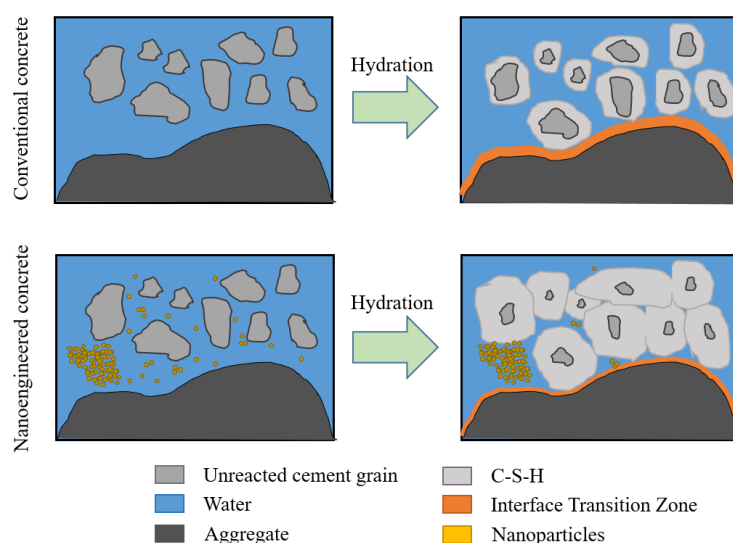 Conventional concrete
Hydration
Nanoengineered concrete
Hydration
Unreacted cement grain
C-S-H
Water
Interface Transition Zone
Aggregate
Nanoparticles